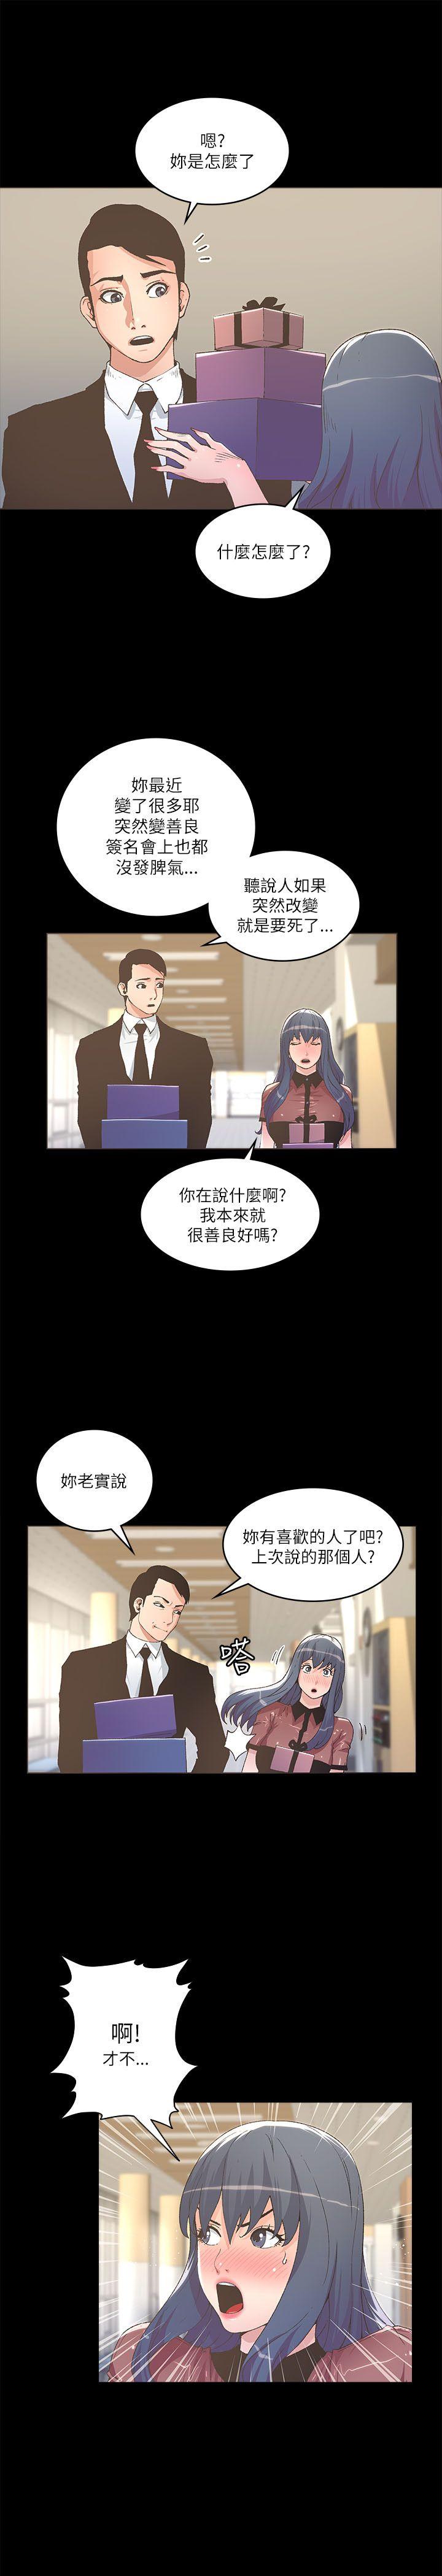 嗯?
妳是怎麼了
什麼怎麼了?
妳最近
變了很多耶
突然變善良
簽名會上也都
沒發脾氣...
聽說人如果
突然改變
就是要死了...
你在說什麼啊?
我本來就
很善良好嗎?
妳老實說
妳有喜歡的人了吧?
上次說的那個人?
嗒
啊!
才不...